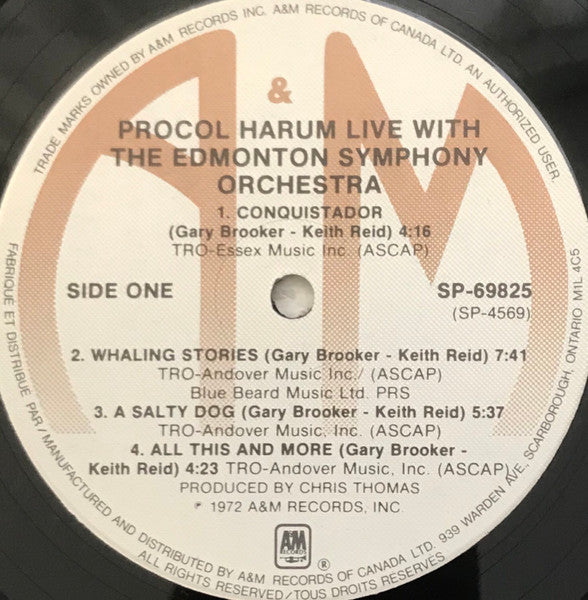 TRADE MARKS OWNED BY A&M RECORDS INC. A&M RECORDS OF CANADA LTD. AN AUTHORIZED USER.
&
PROCOL HARUM LIVE WITH
THE EDMONTON SYMPHONY
ORCHESTRA
1. CONQUISTADOR
(Gary Brooker - Keith Reid) 4:16
TRO-Essex Music Inc. (ASCAP)
SIDE ONE
SP-69825
(SP-4569)
2. WHALING STORIES (Gary Brooker - Keith Reid) 7:41
TRO-Andover Music Inc./ (ASCAP)
Blue Beard Music Ltd. PRS
3. A SALTY DOG (Gary Brooker - Keith Reid) 5:37
TRO-Andover Music, Inc. (ASCAP)
4. ALL THIS AND MORE (Gary Brooker -
Keith Reid) 4:23 TRO-Andover Music, Inc. (ASCAP)
PRODUCED BY CHRIS THOMAS
℗ 1972 A&M RECORDS, INC.
A&M
RECORDS
®
FABRIQUÉ ET DISTRIBUÉ PAR / MANUFACTURED AND DISTRIBUTED BY A&M RECORDS OF CANADA LTD. 939 WARDEN AVE., SCARBOROUGH, ONTARIO M1L 4C5
ALL RIGHTS RESERVED/TOUS DROITS RESERVÉS